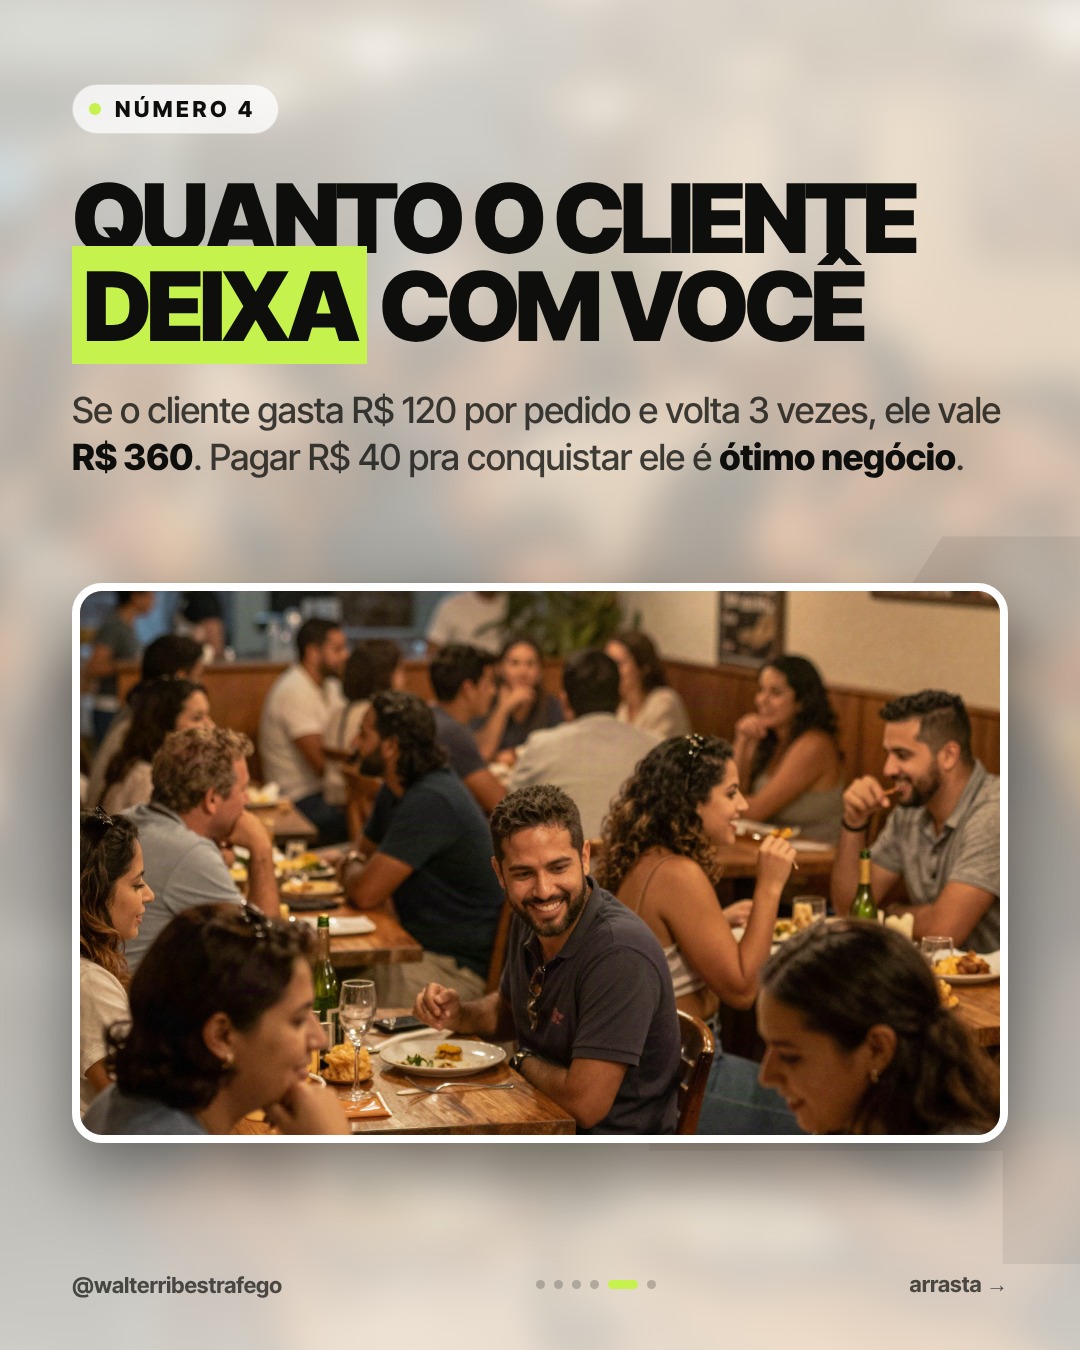 NÚMERO 4
QUANTO O CLIENTE
DEIXA COM VOCÊ
Se o cliente gasta R$ 120 por pedido e volta 3 vezes, ele vale
R$ 360. Pagar R$ 40 pra conquistar ele é ótimo negócio.
@walterribestrafego
arrasta →